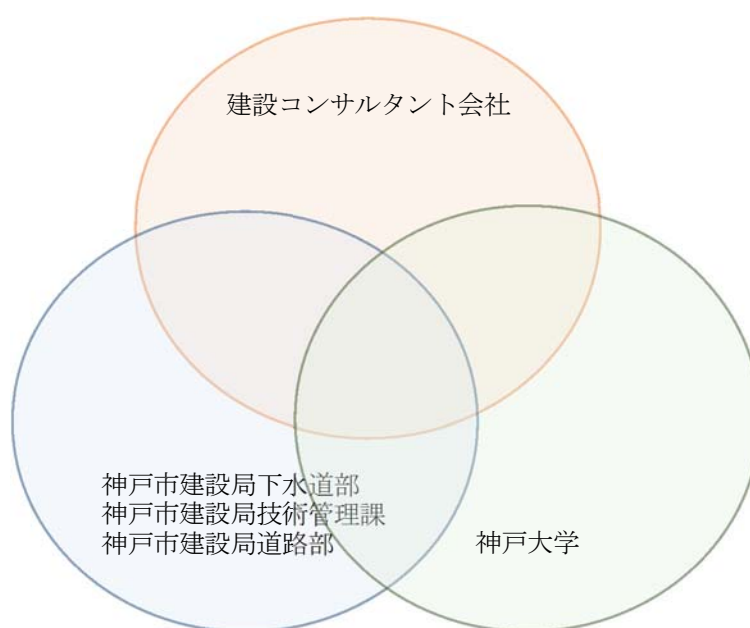 建設コンサルタント会社
神戸市建設局下水道部
神戸市建設局技術管理課
神戸市建設局道路部
神戸大学